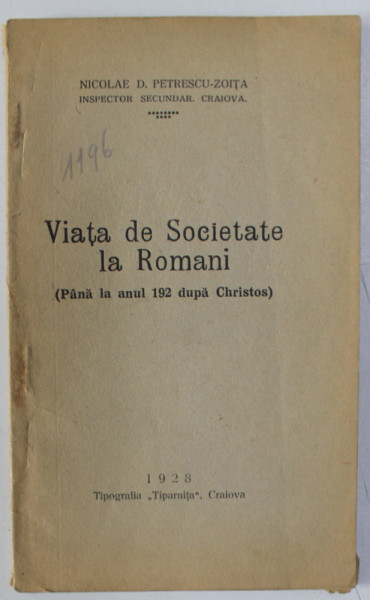 NICOLAE D. PETRESCU-ZOIȚA
INSPECTOR SECUNDAR. CRAIOVA.
1196
Viața de Societate
la Romani
(Până la anul 192 după Christos)
1928
Tipografia „Tiparnița“, Craiova